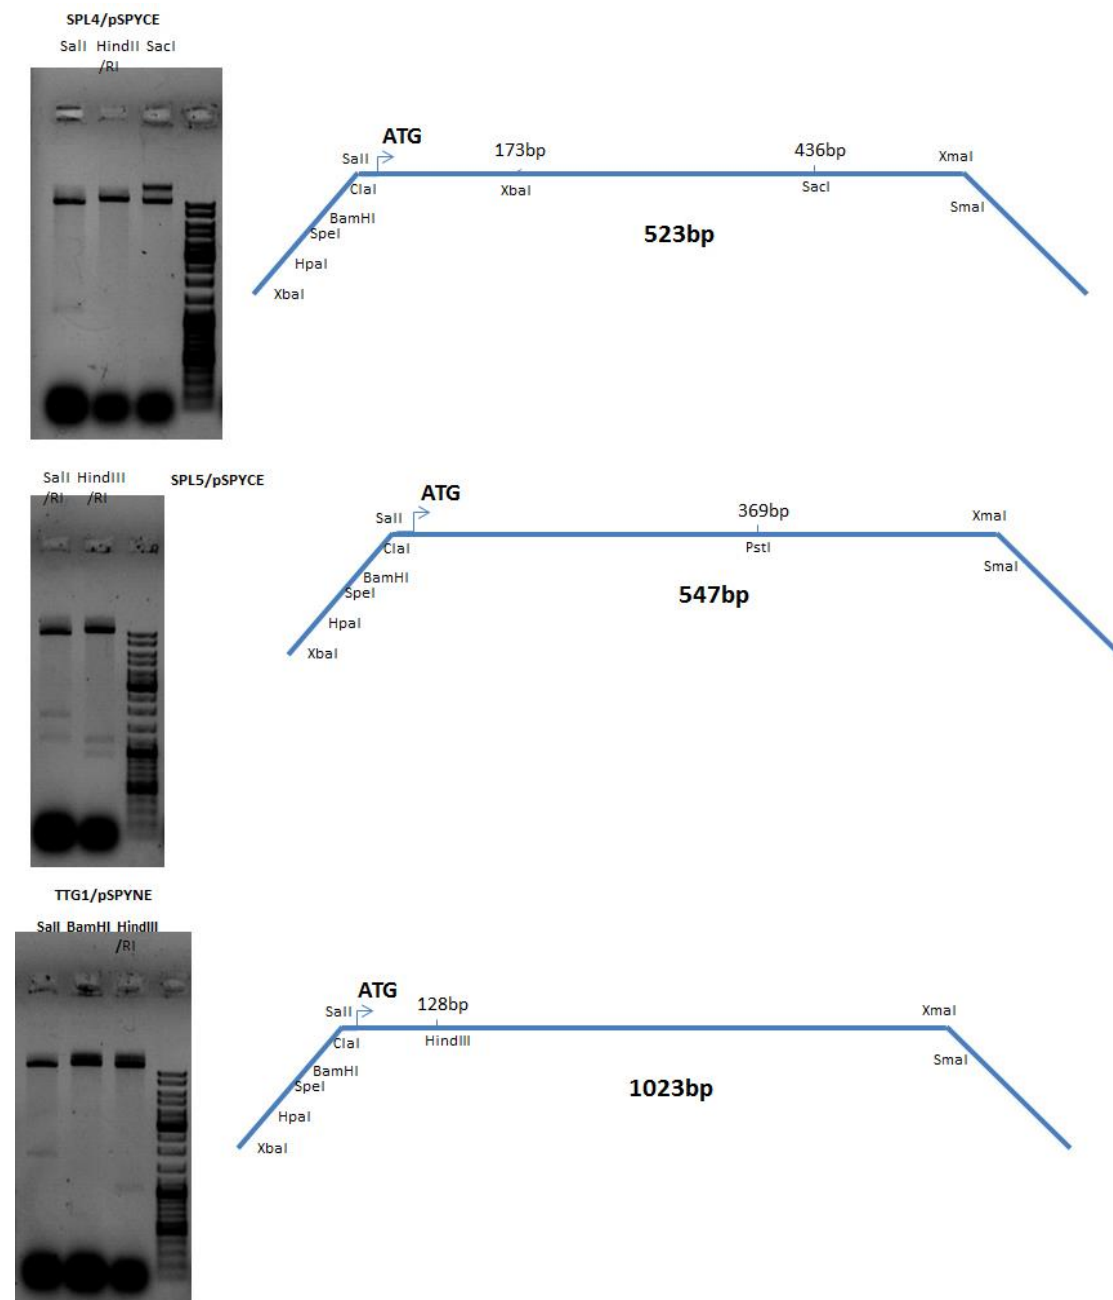 SPL4/pSPYCE
SalI HindII SacI
/RI
ATG
SalI
173bp
436bp
XmaI
ClaI
XbaI
SacI
SmaI
BamHI
SpeI
523bp
HpaI
XbaI
SalI HindIII
/RI /RI
SPL5/pSPYCE
ATG
SalI
369bp
XmaI
ClaI
PstI
SmaI
BamHI
SpeI
547bp
HpaI
XbaI
TTG1/pSPYNE
SalI BamHI HindIII
/RI
ATG
SalI
128bp
XmaI
ClaI
HindIII
SmaI
BamHI
SpeI
1023bp
HpaI
XbaI